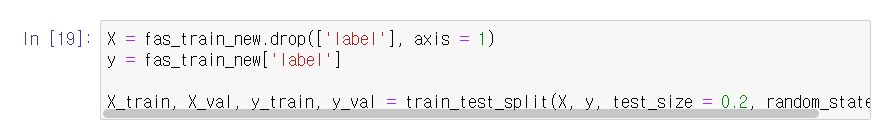 In [19]: X = fas_train_new.drop(['label'], axis = 1)
y = fas_train_new['label']
X_train, X_val, y_train, y_val = train_test_split(X, y, test_size = 0.2, random_state